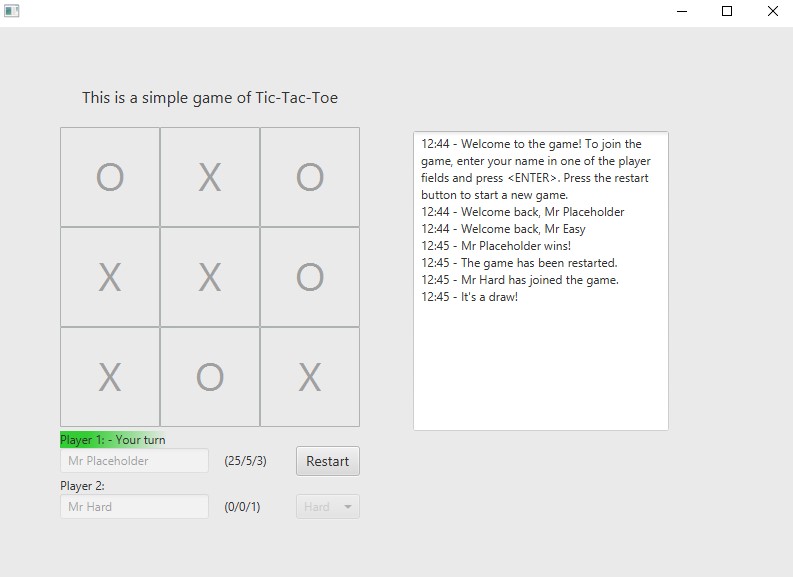 This is a simple game of Tic-Tac-Toe
O X O
X X O
X O X
12:44 - Welcome to the game! To join the
game, enter your name in one of the player
fields and press <ENTER>. Press the restart
button to start a new game.
12:44 - Welcome back, Mr Placeholder
12:44 - Welcome back, Mr Easy
12:45 - Mr Placeholder wins!
12:45 - The game has been restarted.
12:45 - Mr Hard has joined the game.
12:45 - It's a draw!
Player 1: - Your turn
Mr Placeholder (25/5/3) Restart
Player 2:
Mr Hard (0/0/1) Hard